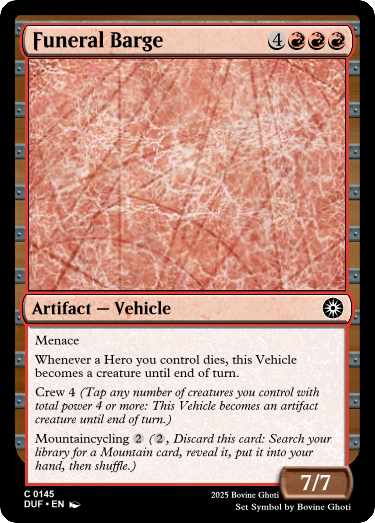 Funeral Barge 4
Menace
Artifact — Vehicle
Whenever a Hero you control dies, this Vehicle
becomes a creature until end of turn.
Crew 4 (Tap any number of creatures you control with
total power 4 or more: This Vehicle becomes an artifact
creature until end of turn.)
Mountaincycling 2 (2, Discard this card: Search your
library for a Mountain card, reveal it, put it into your
hand, then shuffle.)
7/7
C 0145
DUF • EN
2025 Bovine Ghoti
Set Symbol by Bovine Ghoti